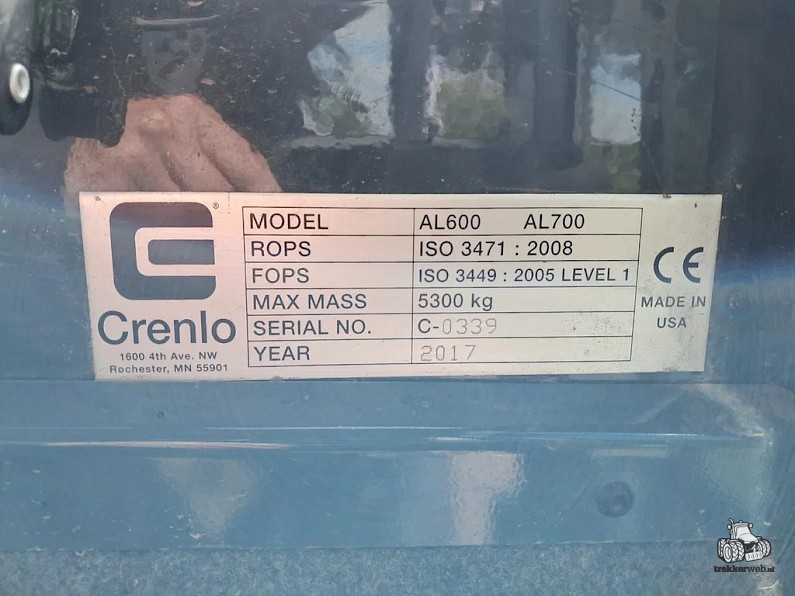 ®
Crenlo
1600 4th Ave. NW
Rochester, MN 55901
MODEL AL600 AL700
ROPS ISO 3471 : 2008
FOPS ISO 3449 : 2005 LEVEL 1
MAX MASS 5300 kg
SERIAL NO. C-0339
YEAR 2017
CE
MADE IN
USA
trekkerweb.nl